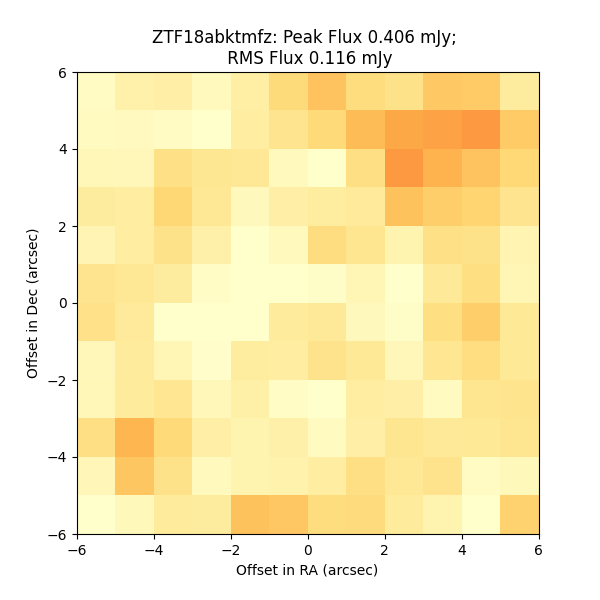 ZTF18abktmfz: Peak Flux 0.406 mJy;
RMS Flux 0.116 mJy
6
4
2
0
−2
−4
−6
Offset in Dec (arcsec)
−6 −4 −2 0 2 4 6
Offset in RA (arcsec)